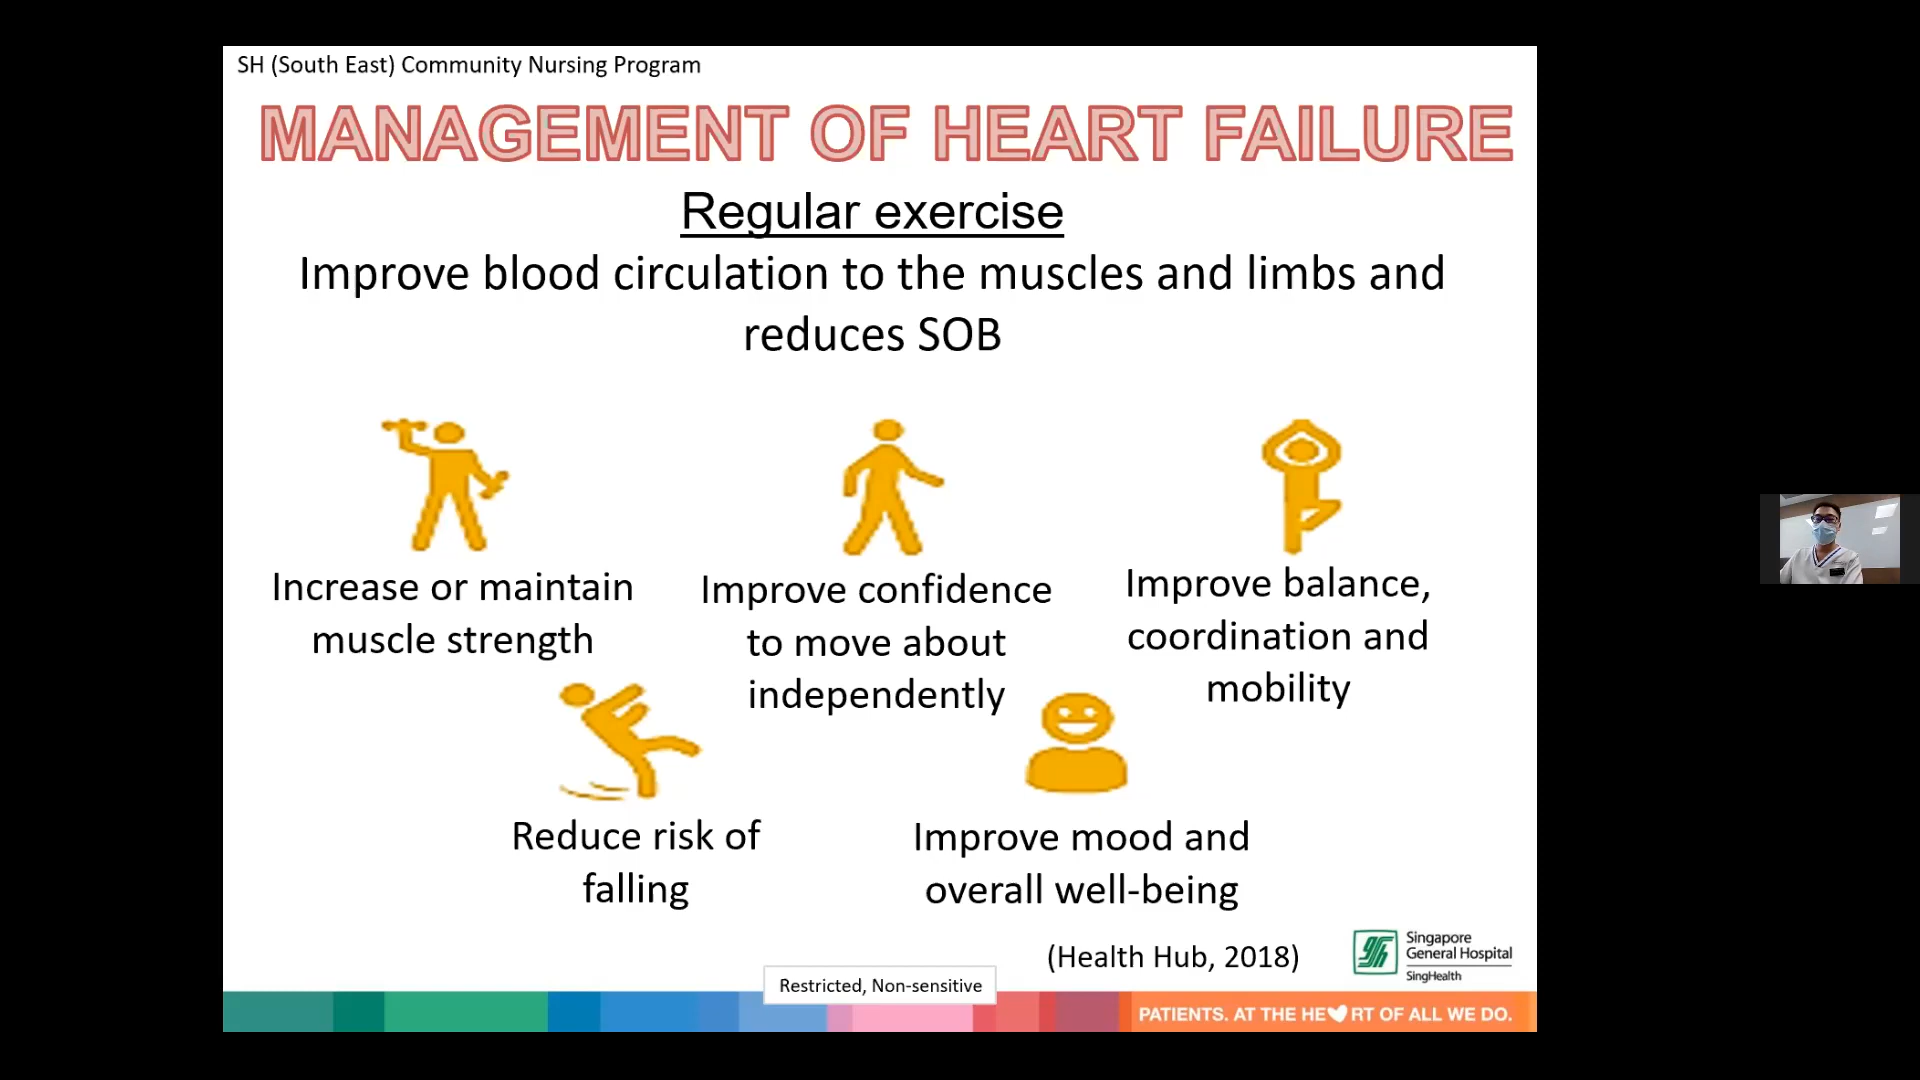 SH (South East) Community Nursing Program
MANAGEMENT OF HEART FAILURE
Regular exercise
Improve blood circulation to the muscles and limbs and
reduces SOB
Increase or maintain
muscle strength
Improve confidence
to move about
independently
Improve balance,
coordination and
mobility
Reduce risk of
falling
Improve mood and
overall well-being
(Health Hub, 2018)
Singapore
General Hospital
SingHealth
Restricted, Non-sensitive
PATIENTS. AT THE HE♥RT OF ALL WE DO.